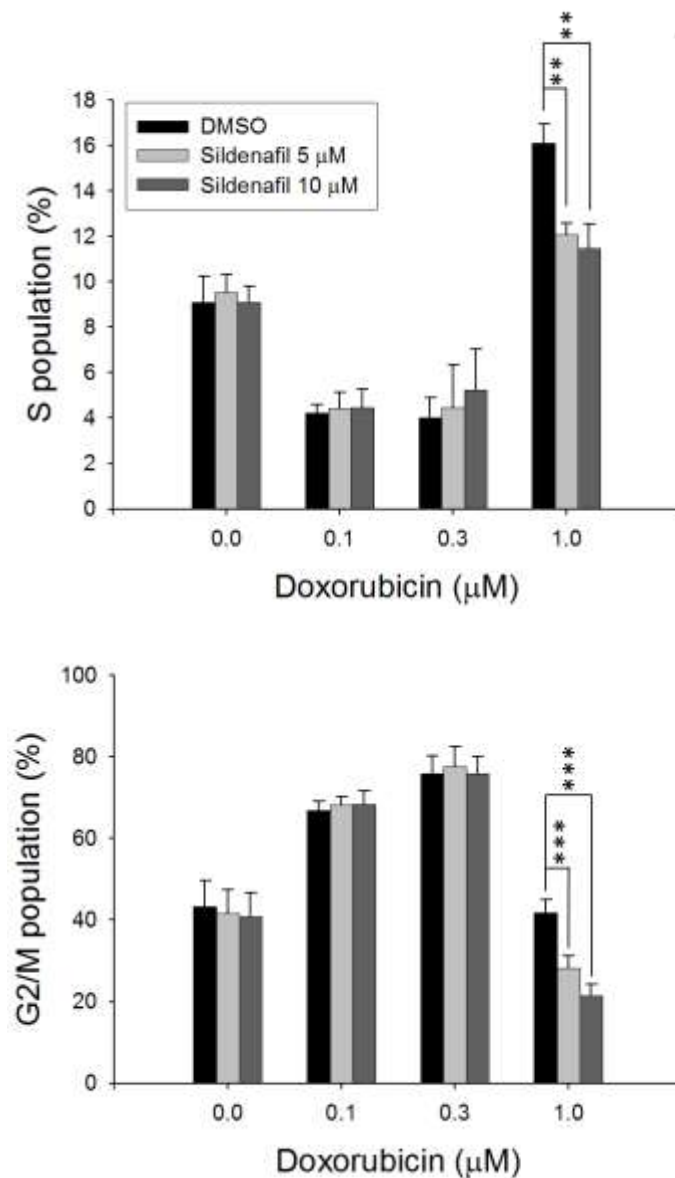 **
**
18
16
14
12
10
8
6
4
2
0
S population (%)
DMSO
Sildenafil 5 μM
Sildenafil 10 μM
0.0 0.1 0.3 1.0
Doxorubicin (μM)
100
80
60
40
20
0
G2/M population (%)
***
***
0.0 0.1 0.3 1.0
Doxorubicin (μM)